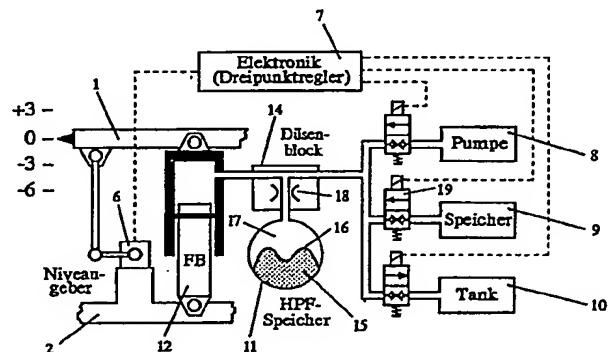 7
Elektronik
(Dreipunktregler)
1
+3
0
-3
-6
14
Düsen-
block
Pumpe
8
18
19
Speicher
9
6
17
16
Niveau-
geber
FB
Tank
10
2
12
11
HPF-
Speicher
15